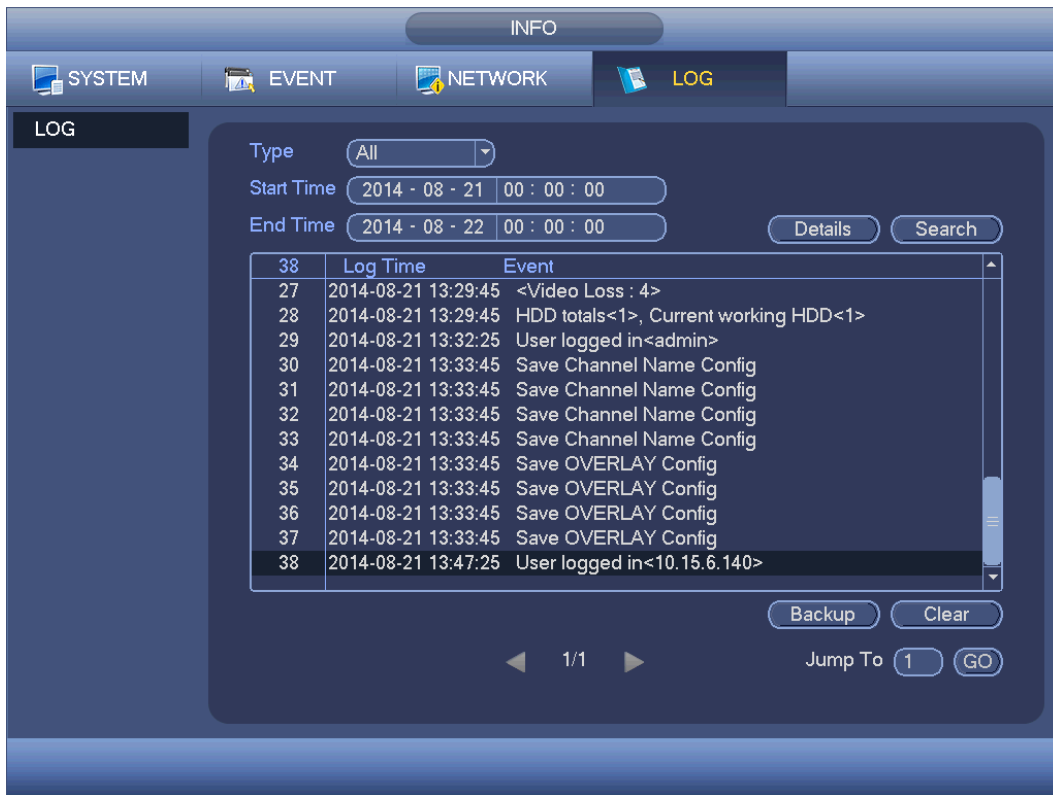 INFO
SYSTEM EVENT NETWORK LOG
LOG
Type All
Start Time 2014 - 08 - 21 00 : 00 : 00
End Time 2014 - 08 - 22 00 : 00 : 00 Details Search
38 Log Time Event
27 2014-08-21 13:29:45 <Video Loss : 4>
28 2014-08-21 13:29:45 HDD totals<1>, Current working HDD<1>
29 2014-08-21 13:32:25 User logged in<admin>
30 2014-08-21 13:33:45 Save Channel Name Config
31 2014-08-21 13:33:45 Save Channel Name Config
32 2014-08-21 13:33:45 Save Channel Name Config
33 2014-08-21 13:33:45 Save Channel Name Config
34 2014-08-21 13:33:45 Save OVERLAY Config
35 2014-08-21 13:33:45 Save OVERLAY Config
36 2014-08-21 13:33:45 Save OVERLAY Config
37 2014-08-21 13:33:45 Save OVERLAY Config
38 2014-08-21 13:47:25 User logged in<10.15.6.140>
Backup Clear
1/1 Jump To 1 GO